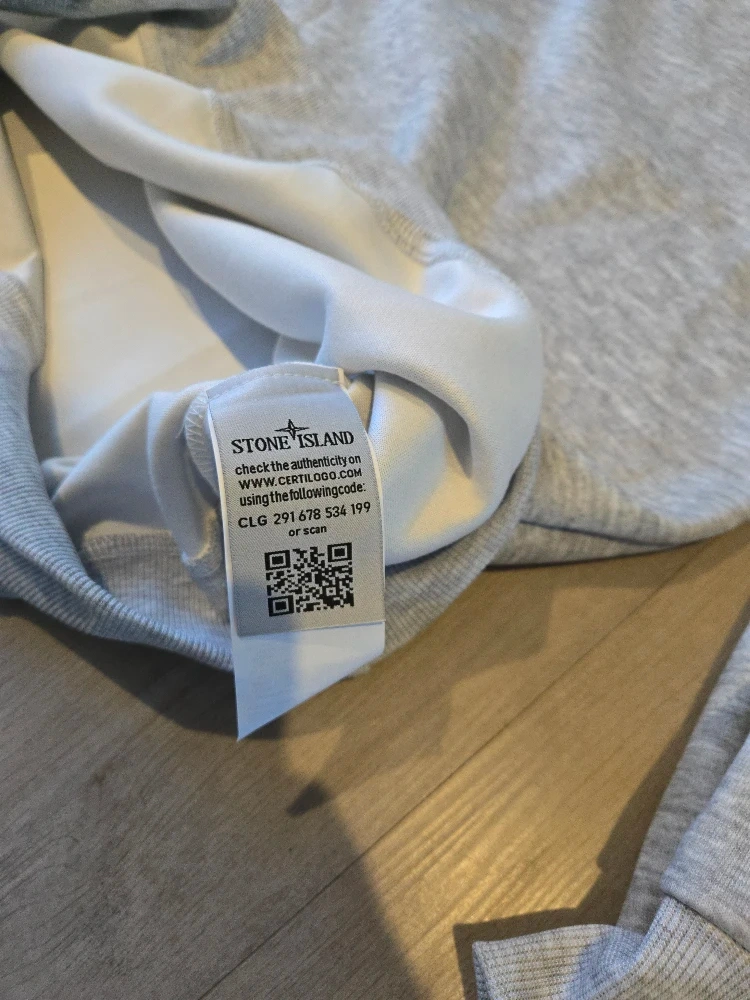 STONE ISLAND
check the authenticity on
WWW.CERTILOGO.COM
using the following code:
CLG 291 678 534 199
or scan